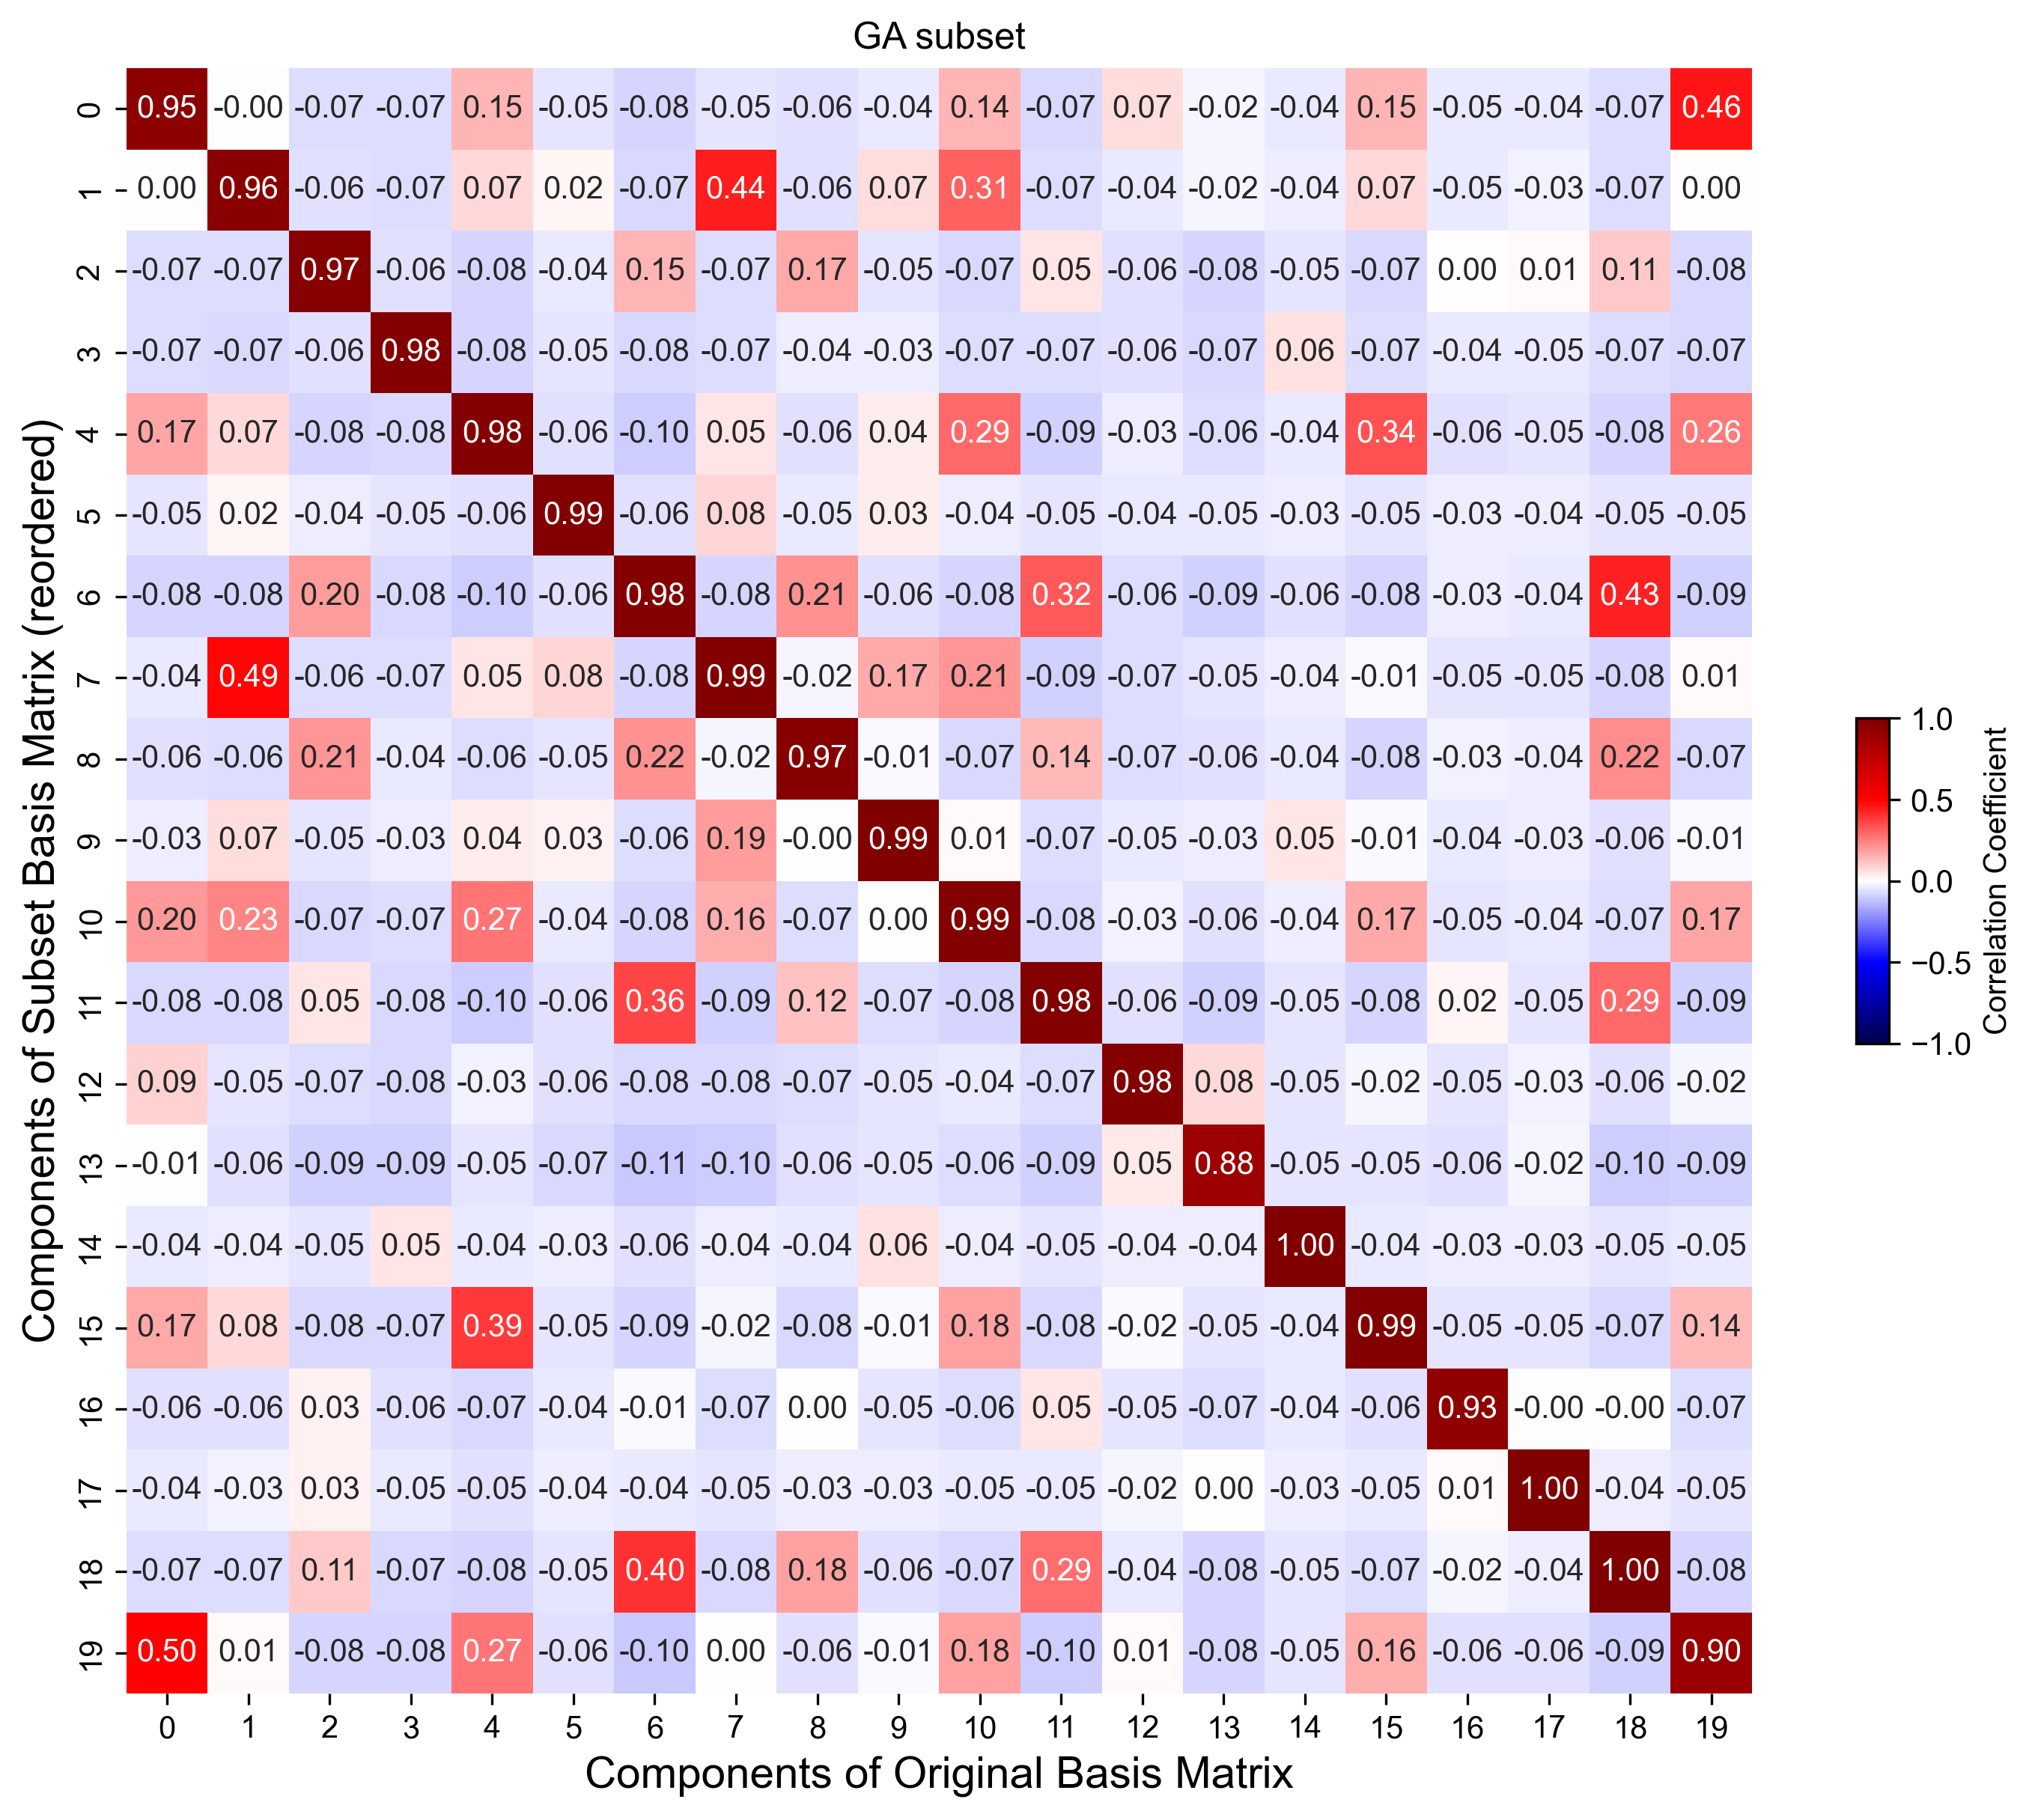 GA subset
0 0.95 -0.00 -0.07 -0.07 0.15 -0.05 -0.08 -0.05 -0.06 -0.04 0.14 -0.07 0.07 -0.02 -0.04 0.15 -0.05 -0.04 -0.07 0.46
1 0.00 0.96 -0.06 -0.07 0.07 0.02 -0.07 0.44 -0.06 0.07 0.31 -0.07 -0.04 -0.02 -0.04 0.07 -0.05 -0.03 -0.07 0.00
2 -0.07 -0.07 0.97 -0.06 -0.08 -0.04 0.15 -0.07 0.17 -0.05 -0.07 0.05 -0.06 -0.08 -0.05 -0.07 0.00 0.01 0.11 -0.08
3 -0.07 -0.07 -0.06 0.98 -0.08 -0.05 -0.08 -0.07 -0.04 -0.03 -0.07 -0.07 -0.06 -0.07 0.06 -0.07 -0.04 -0.05 -0.07 -0.07
4 0.17 0.07 -0.08 -0.08 0.98 -0.06 -0.10 0.05 -0.06 0.04 0.29 -0.09 -0.03 -0.06 -0.04 0.34 -0.06 -0.05 -0.08 0.26
5 -0.05 0.02 -0.04 -0.05 -0.06 0.99 -0.06 0.08 -0.05 0.03 -0.04 -0.05 -0.04 -0.05 -0.03 -0.05 -0.03 -0.04 -0.05 -0.05
6 -0.08 -0.08 0.20 -0.08 -0.10 -0.06 0.98 -0.08 0.21 -0.06 -0.08 0.32 -0.06 -0.09 -0.06 -0.08 -0.03 -0.04 0.43 -0.09
7 -0.04 0.49 -0.06 -0.07 0.05 0.08 -0.08 0.99 -0.02 0.17 0.21 -0.09 -0.07 -0.05 -0.04 -0.01 -0.05 -0.05 -0.08 0.01
8 -0.06 -0.06 0.21 -0.04 -0.06 -0.05 0.22 -0.02 0.97 -0.01 -0.07 0.14 -0.07 -0.06 -0.04 -0.08 -0.03 -0.04 0.22 -0.07
9 -0.03 0.07 -0.05 -0.03 0.04 0.03 -0.06 0.19 -0.00 0.99 0.01 -0.07 -0.05 -0.03 0.05 -0.01 -0.04 -0.03 -0.06 -0.01
10 0.20 0.23 -0.07 -0.07 0.27 -0.04 -0.08 0.16 -0.07 0.00 0.99 -0.08 -0.03 -0.06 -0.04 0.17 -0.05 -0.04 -0.07 0.17
11 -0.08 -0.08 0.05 -0.08 -0.10 -0.06 0.36 -0.09 0.12 -0.07 -0.08 0.98 -0.06 -0.09 -0.05 -0.08 0.02 -0.05 0.29 -0.09
12 0.09 -0.05 -0.07 -0.08 -0.03 -0.06 -0.08 -0.08 -0.07 -0.05 -0.04 -0.07 0.98 0.08 -0.05 -0.02 -0.05 -0.03 -0.06 -0.02
13 -0.01 -0.06 -0.09 -0.09 -0.05 -0.07 -0.11 -0.10 -0.06 -0.05 -0.06 -0.09 0.05 0.88 -0.05 -0.05 -0.06 -0.02 -0.10 -0.09
14 -0.04 -0.04 -0.05 0.05 -0.04 -0.03 -0.06 -0.04 -0.04 0.06 -0.04 -0.05 -0.04 -0.04 1.00 -0.04 -0.03 -0.03 -0.05 -0.05
15 0.17 0.08 -0.08 -0.07 0.39 -0.05 -0.09 -0.02 -0.08 -0.01 0.18 -0.08 -0.02 -0.05 -0.04 0.99 -0.05 -0.05 -0.07 0.14
16 -0.06 -0.06 0.03 -0.06 -0.07 -0.04 -0.01 -0.07 0.00 -0.05 -0.06 0.05 -0.05 -0.07 -0.04 -0.06 0.93 -0.00 -0.00 -0.07
17 -0.04 -0.03 0.03 -0.05 -0.05 -0.04 -0.04 -0.05 -0.03 -0.03 -0.05 -0.05 -0.02 0.00 -0.03 -0.05 0.01 1.00 -0.04 -0.05
18 -0.07 -0.07 0.11 -0.07 -0.08 -0.05 0.40 -0.08 0.18 -0.06 -0.07 0.29 -0.04 -0.08 -0.05 -0.07 -0.02 -0.04 1.00 -0.08
19 0.50 0.01 -0.08 -0.08 0.27 -0.06 -0.10 0.00 -0.06 -0.01 0.18 -0.10 0.01 -0.08 -0.05 0.16 -0.06 -0.06 -0.09 0.90
0 1 2 3 4 5 6 7 8 9 10 11 12 13 14 15 16 17 18 19
Components of Original Basis Matrix
Components of Subset Basis Matrix (reordered)
1.0
0.5
0.0
−0.5
−1.0
Correlation Coefficient